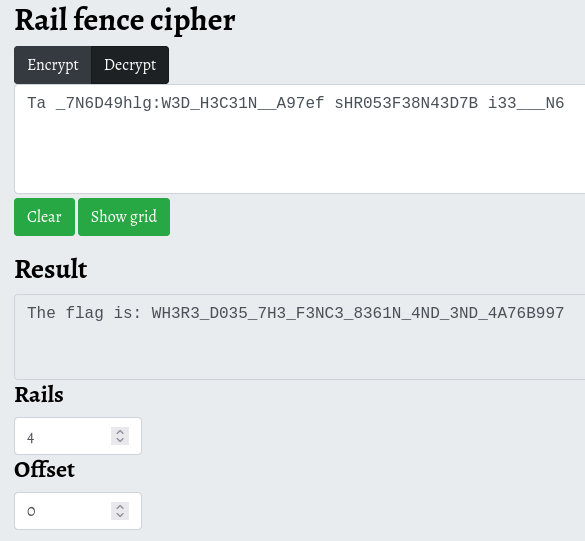 Rail fence cipher
Encrypt Decrypt
Ta _7N6D49hlg:W3D_H3C31N__A97ef sHR053F38N43D7B i33___N6
Clear Show grid
Result
The flag is: WH3R3_D035_7H3_F3NC3_8361N_4ND_3ND_4A76B997
Rails
4
Offset
0